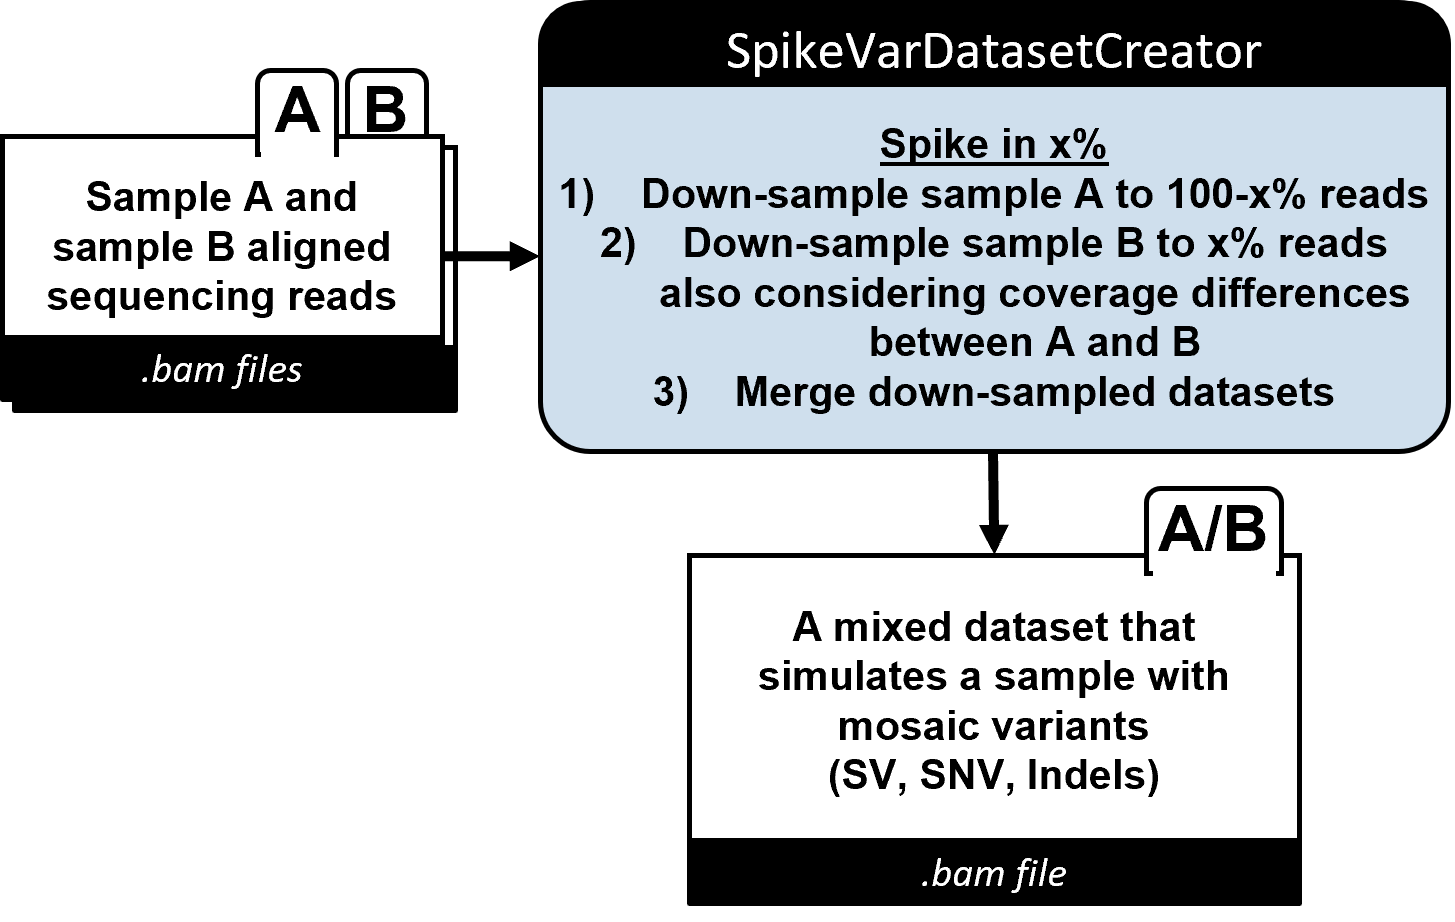 A
B
Sample A and
sample B aligned
sequencing reads
.bam files
SpikeVarDatasetCreator
Spike in x%
1) Down-sample sample A to 100-x% reads
2) Down-sample sample B to x% reads
also considering coverage differences
between A and B
3) Merge down-sampled datasets
A/B
A mixed dataset that
simulates a sample with
mosaic variants
(SV, SNV, Indels)
.bam file